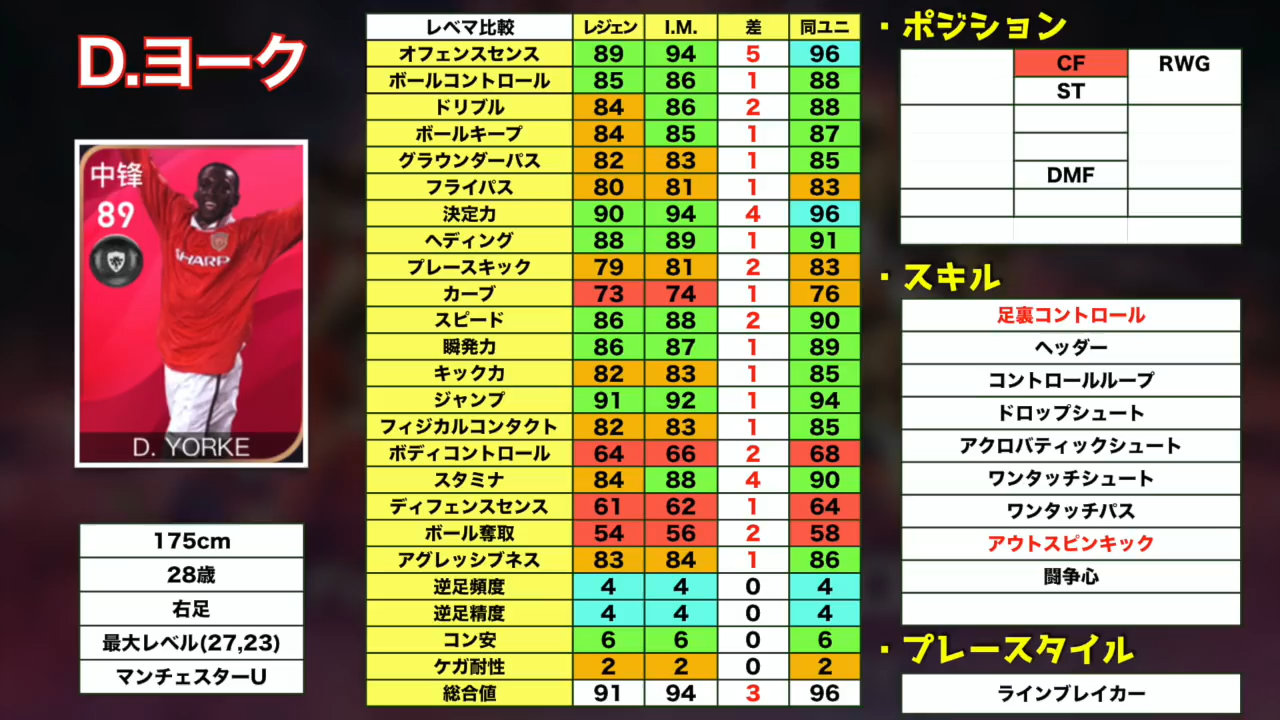 D.ヨーク
中锋
89
SHARP
D. YORKE
175cm
28歳
右足
最大レベル(27,23)
マンチェスターU
レベマ比較 レジェン I.M. 差 同ユニ
オフェンスセンス 89 94 5 96
ボールコントロール 85 86 1 88
ドリブル 84 86 2 88
ボールキープ 84 85 1 87
グラウンダーパス 82 83 1 85
フライパス 80 81 1 83
決定力 90 94 4 96
ヘディング 88 89 1 91
プレースキック 79 81 2 83
カーブ 73 74 1 76
スピード 86 88 2 90
瞬発力 86 87 1 89
キック力 82 83 1 85
ジャンプ 91 92 1 94
フィジカルコンタクト 82 83 1 85
ボディコントロール 64 66 2 68
スタミナ 84 88 4 90
ディフェンスセンス 61 62 1 64
ボール奪取 54 56 2 58
アグレッシブネス 83 84 1 86
逆足頻度 4 4 0 4
逆足精度 4 4 0 4
コン安 6 6 0 6
ケガ耐性 2 2 0 2
総合値 91 94 3 96
・ポジション
CF RWG
ST
DMF
・スキル
足裏コントロール
ヘッダー
コントロールループ
ドロップシュート
アクロバティックシュート
ワンタッチシュート
ワンタッチパス
アウトスピンキック
闘争心
・プレースタイル
ラインブレイカー